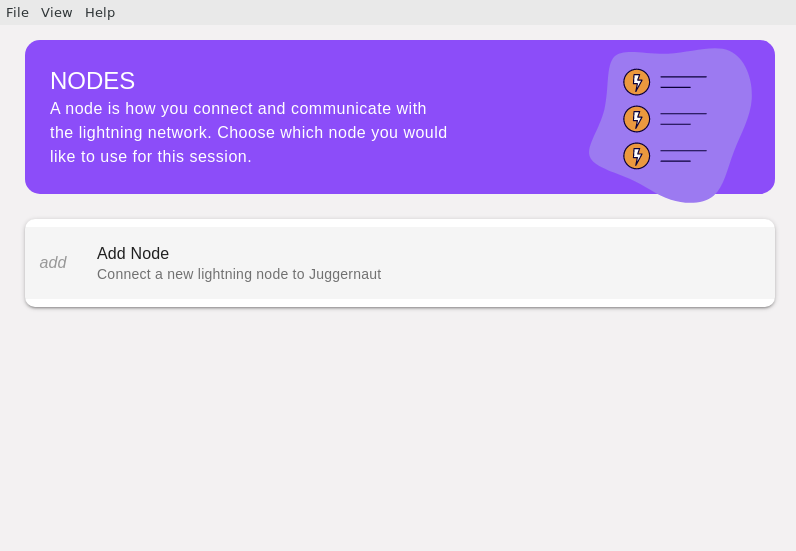 File View Help
NODES
A node is how you connect and communicate with
the lightning network. Choose which node you would
like to use for this session.
add
Add Node
Connect a new lightning node to Juggernaut